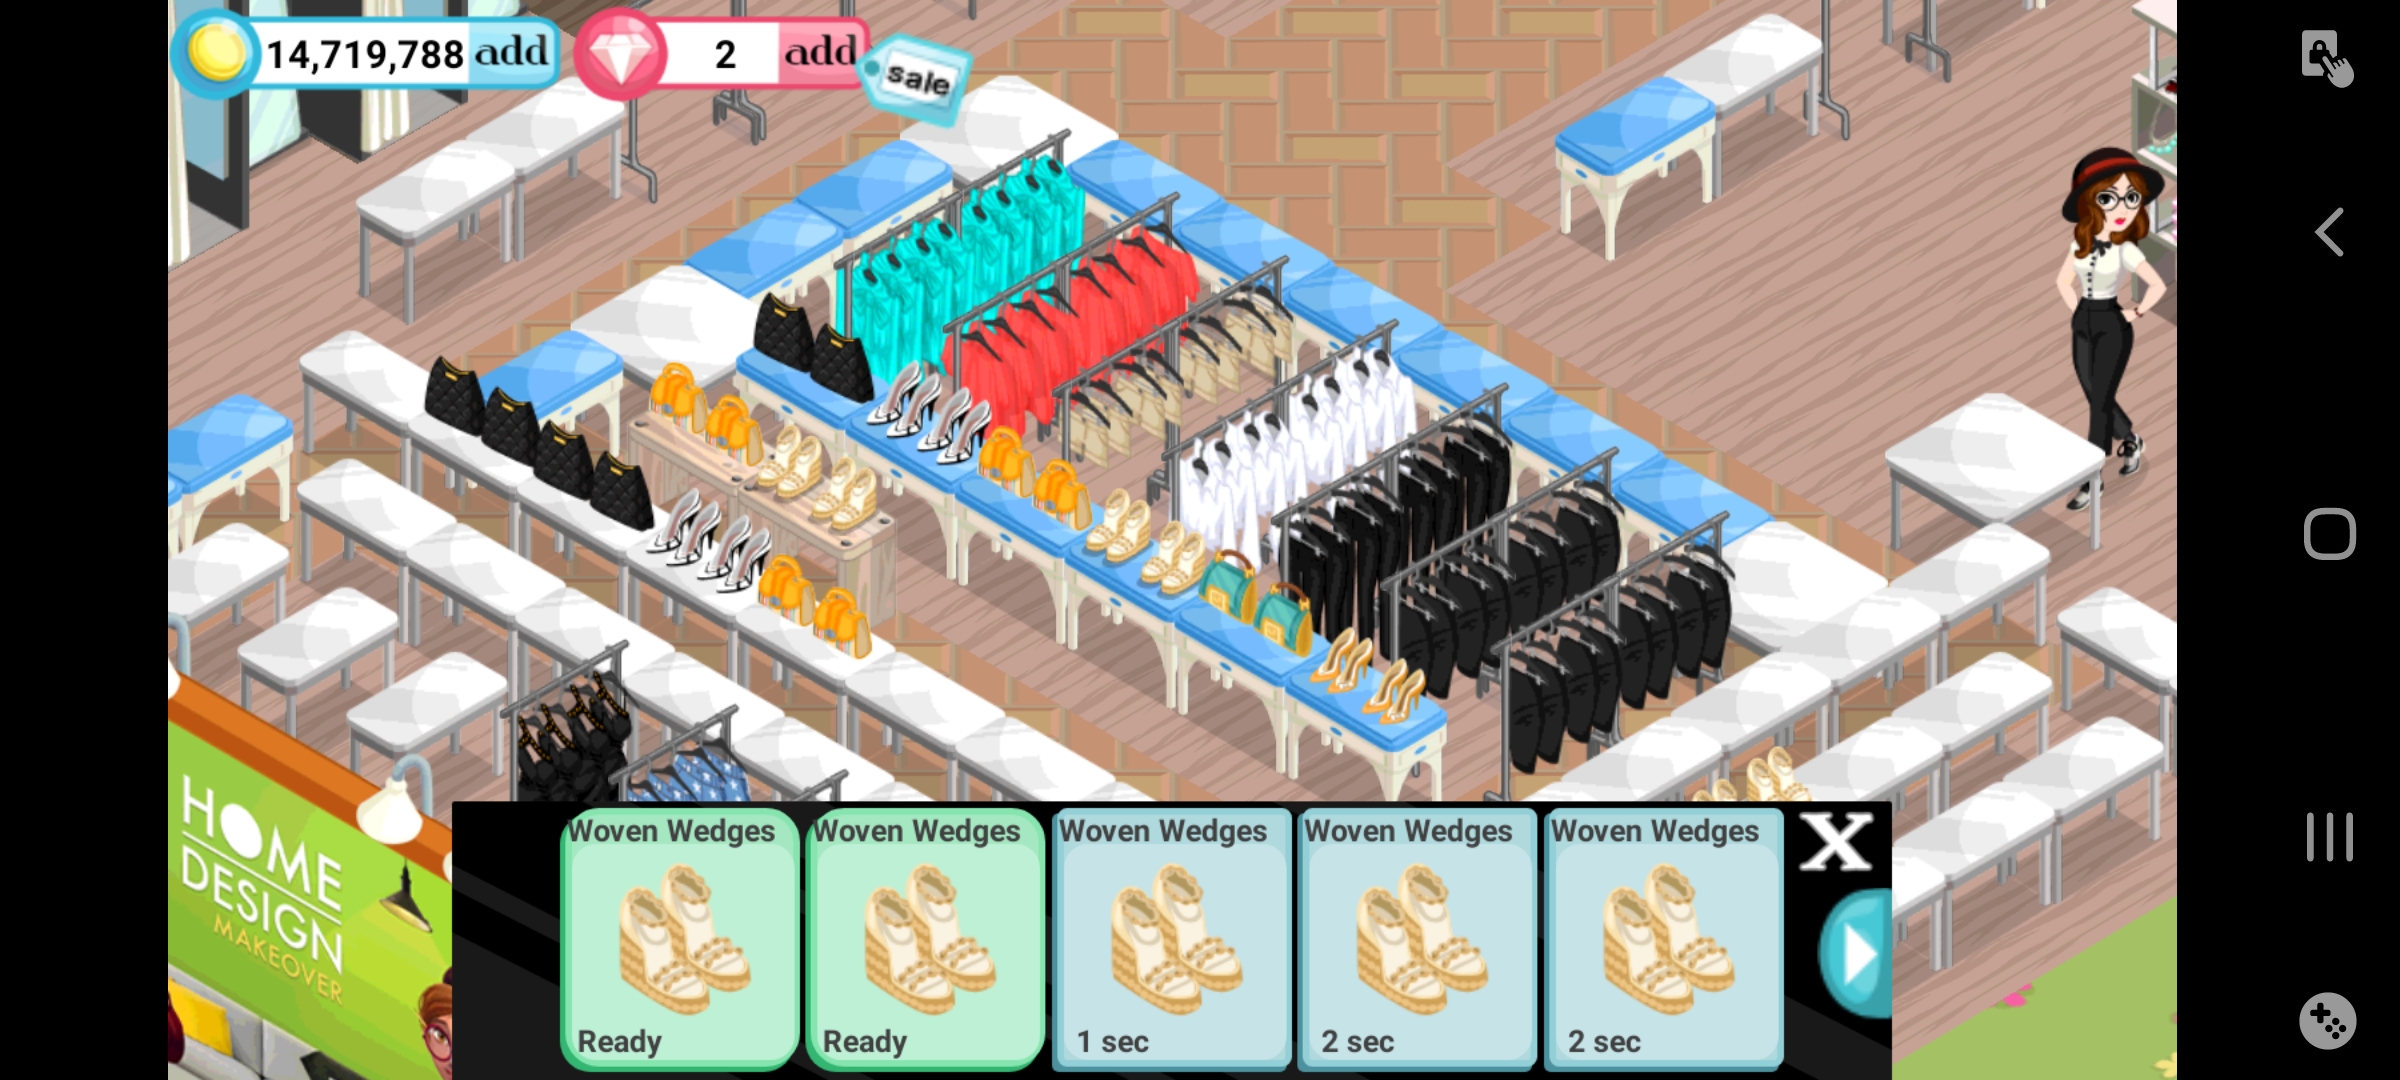 14,719,788 add
2 add
sale
HOME
DESIGN
MAKEOVER
Woven Wedges
Ready
Woven Wedges
Ready
Woven Wedges
1 sec
Woven Wedges
2 sec
Woven Wedges
2 sec
X